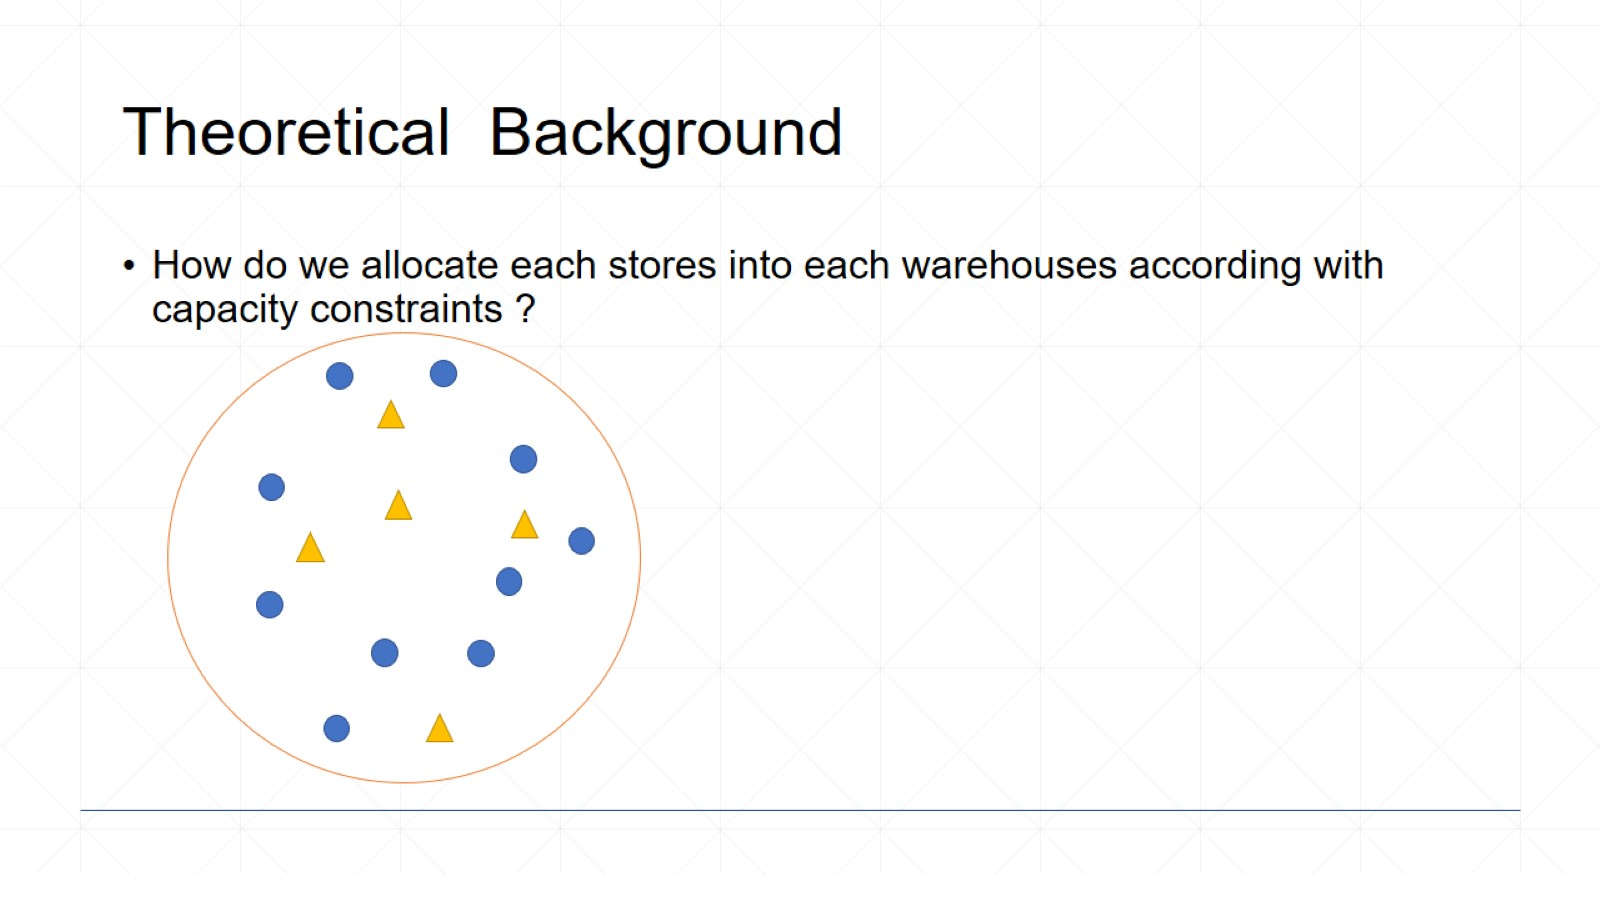 Theoretical Background
• How do we allocate each stores into each warehouses according with
capacity constraints ?